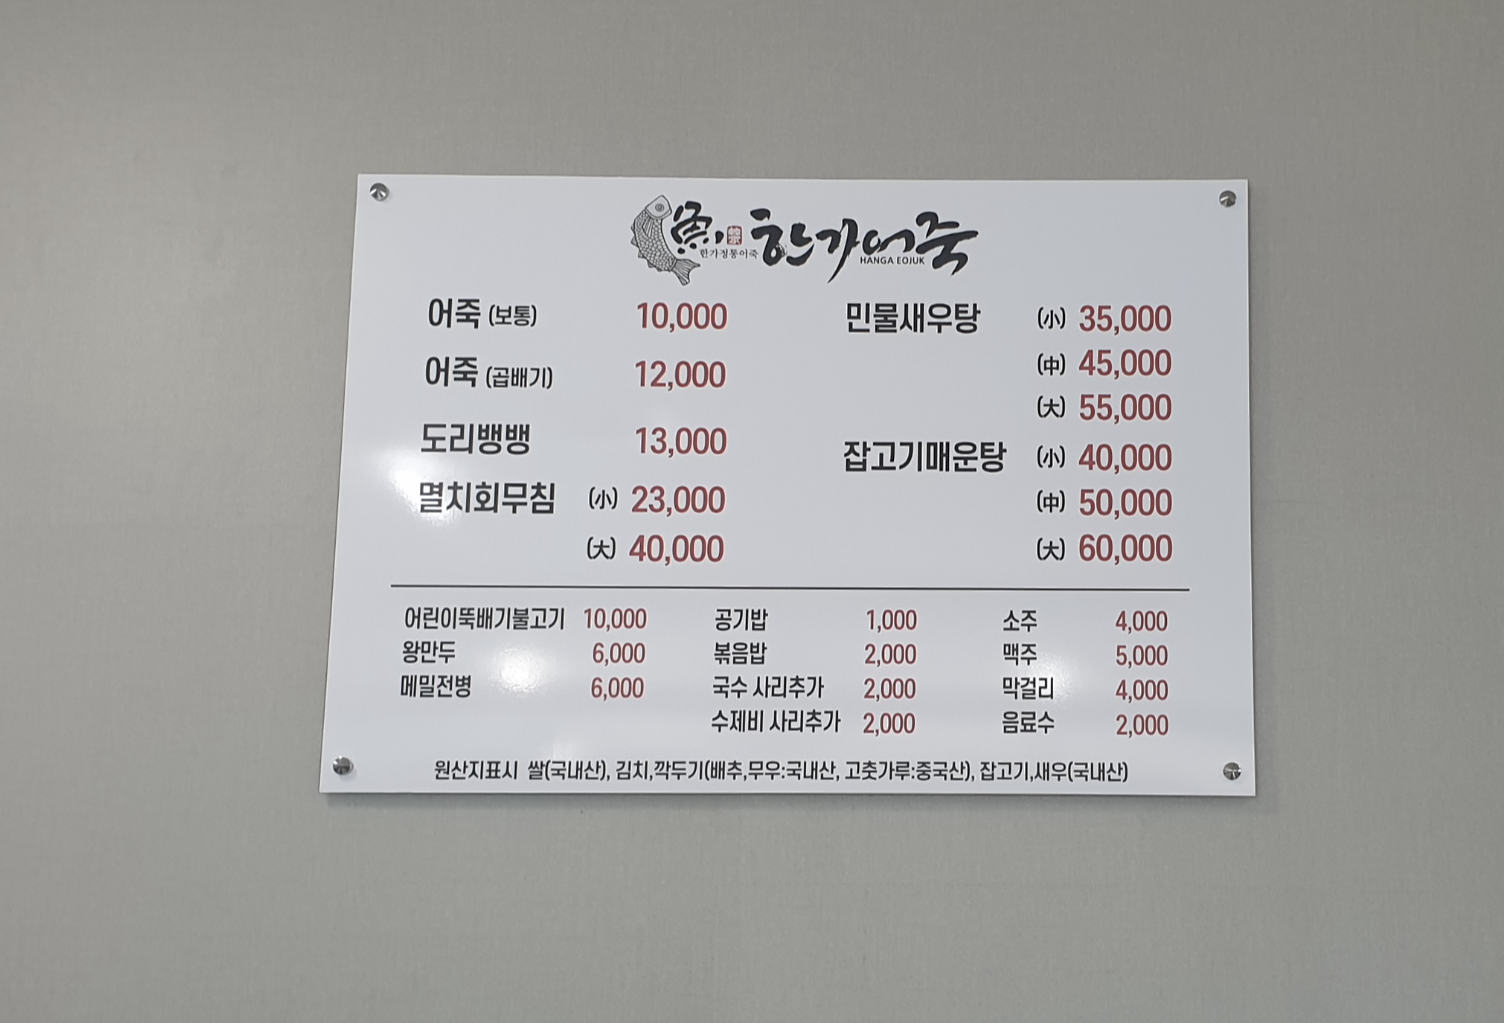 魚, 한가어죽
한가정통어죽
HANGA EOJUK
어죽 (보통) 10,000
어죽 (곱배기) 12,000
도리뱅뱅 13,000
멸치회무침 (小) 23,000
(大) 40,000
민물새우탕 (小) 35,000
(中) 45,000
(大) 55,000
잡고기매운탕 (小) 40,000
(中) 50,000
(大) 60,000
어린이뚝배기불고기 10,000
왕만두 6,000
메밀전병 6,000
공기밥 1,000
볶음밥 2,000
국수 사리추가 2,000
수제비 사리추가 2,000
소주 4,000
맥주 5,000
막걸리 4,000
음료수 2,000
원산지표시 쌀(국내산), 김치,깍두기(배추,무우:국내산, 고춧가루:중국산), 잡고기,새우(국내산)